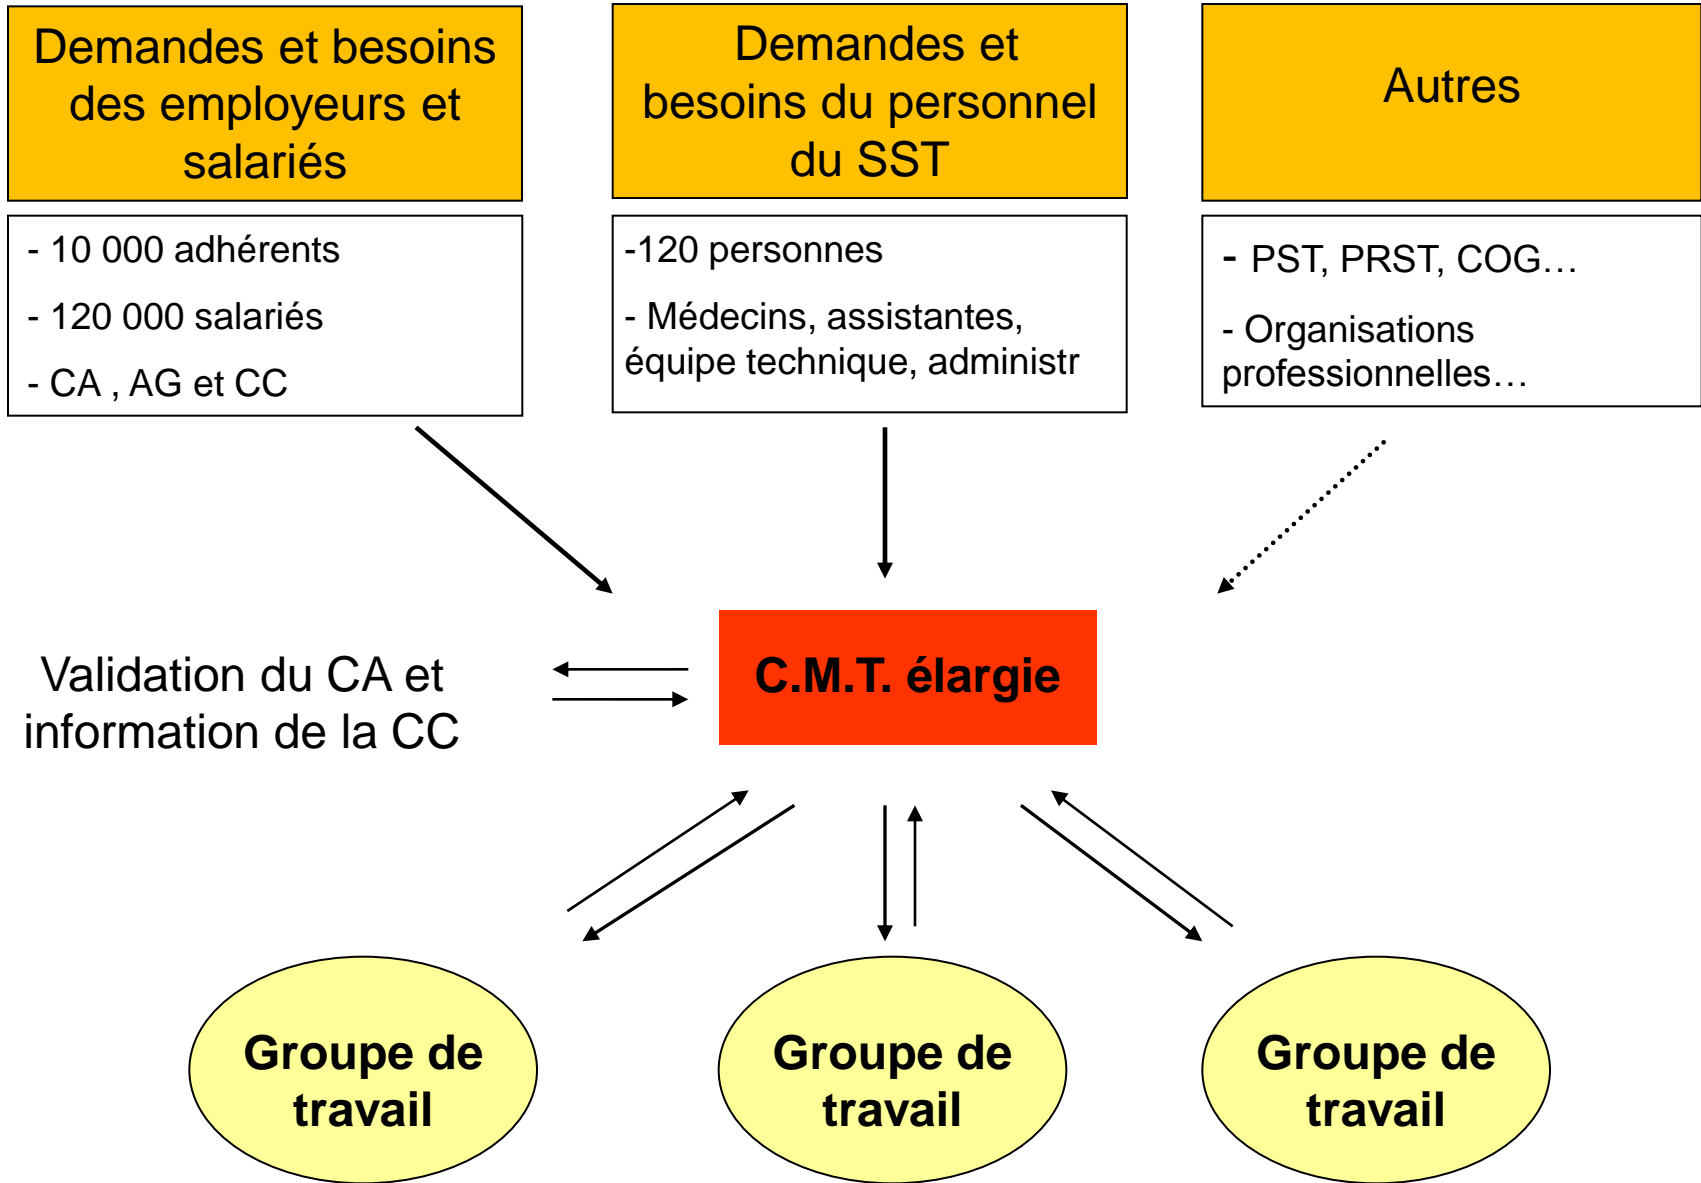 Demandes et besoins
des employeurs et
salariés
Demandes et
besoins du personnel
du SST
Autres
- 10 000 adhérents
- 120 000 salariés
- CA , AG et CC
-120 personnes
- Médecins, assistantes,
équipe technique, administr
- PST, PRST, COG…
- Organisations
professionnelles…
Validation du CA et
information de la CC
C.M.T. élargie
Groupe de
travail
Groupe de
travail
Groupe de
travail